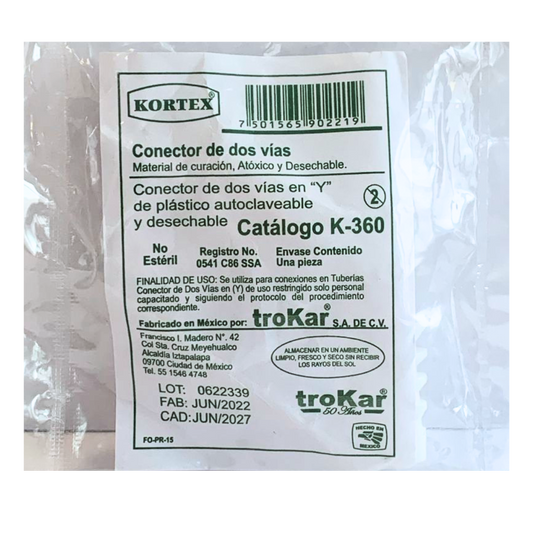 KORTEX®
7 501565 902219
Conector de dos vías
Material de curación, Atóxico y Desechable.
Conector de dos vías en “Y”
de plástico autoclaveable
y desechable Catálogo K-360
2
No Estéril
Registro No. 0541 C86 SSA
Envase Contenido Una pieza
FINALIDAD DE USO: Se utiliza para conexiones en Tuberías
Conector de Dos Vías en (Y) de uso restringido solo personal
capacitado y siguiendo el protocolo del procedimiento
correspondiente.
Fabricado en México por: troKar® S.A. DE C.V.
Francisco I. Madero N°. 42
Col Sta. Cruz Meyehualco
Alcaldía Iztapalapa
09700 Ciudad de México
Tel. 55 1546 4748
ALMACENAR EN UN AMBIENTE
LIMPIO, FRESCO Y SECO SIN RECIBIR
LOS RAYOS DEL SOL
LOT: 0622339
FAB: JUN/2022
CAD: JUN/2027
troKar®
50 Años
HECHO EN
MÉXICO
FO-PR-15